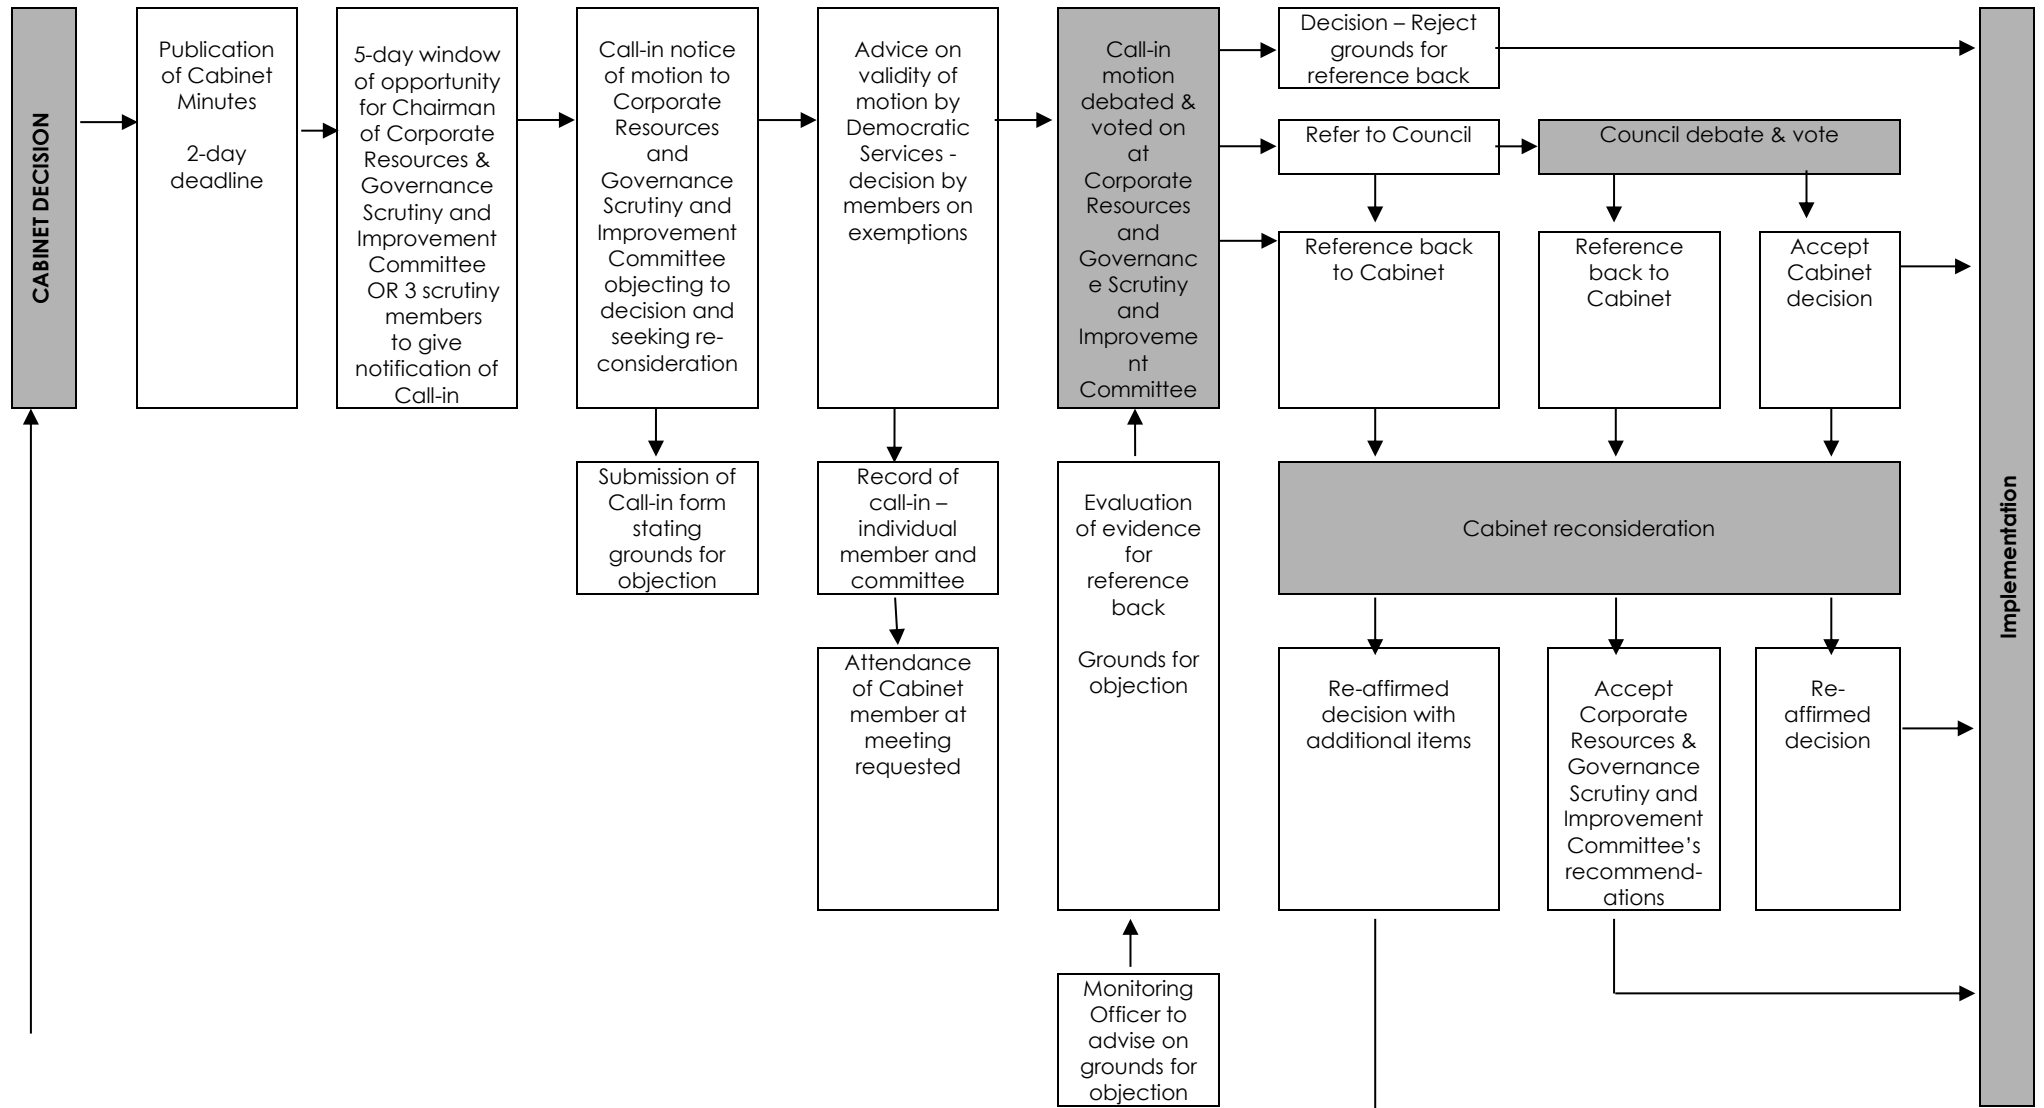 CABINET DECISION
Publication
of Cabinet
Minutes
2-day
deadline
5-day window
of opportunity
for Chairman
of Corporate
Resources &
Governance
Scrutiny and
Improvement
Committee
OR 3 scrutiny
members
to give
notification of
Call-in
Call-in notice
of motion to
Corporate
Resources
and
Governance
Scrutiny and
Improvement
Committee
objecting to
decision and
seeking re-
consideration
Submission of
Call-in form
stating
grounds for
objection
Advice on
validity of
motion by
Democratic
Services -
decision by
members on
exemptions
Record of
call-in –
individual
member and
committee
Attendance
of Cabinet
member at
meeting
requested
Call-in
motion
debated &
voted on
at
Corporate
Resources
and
Governanc
e Scrutiny
and
Improveme
nt
Committee
Evaluation
of evidence
for
reference
back
Grounds for
objection
Monitoring
Officer to
advise on
grounds for
objection
Decision – Reject
grounds for
reference back
Refer to Council
Council debate & vote
Reference back
to Cabinet
Reference
back to
Cabinet
Accept
Cabinet
decision
Cabinet reconsideration
Re-affirmed
decision with
additional items
Accept
Corporate
Resources &
Governance
Scrutiny and
Improvement
Committee’s
recommend-
ations
Re-
affirmed
decision
Implementation